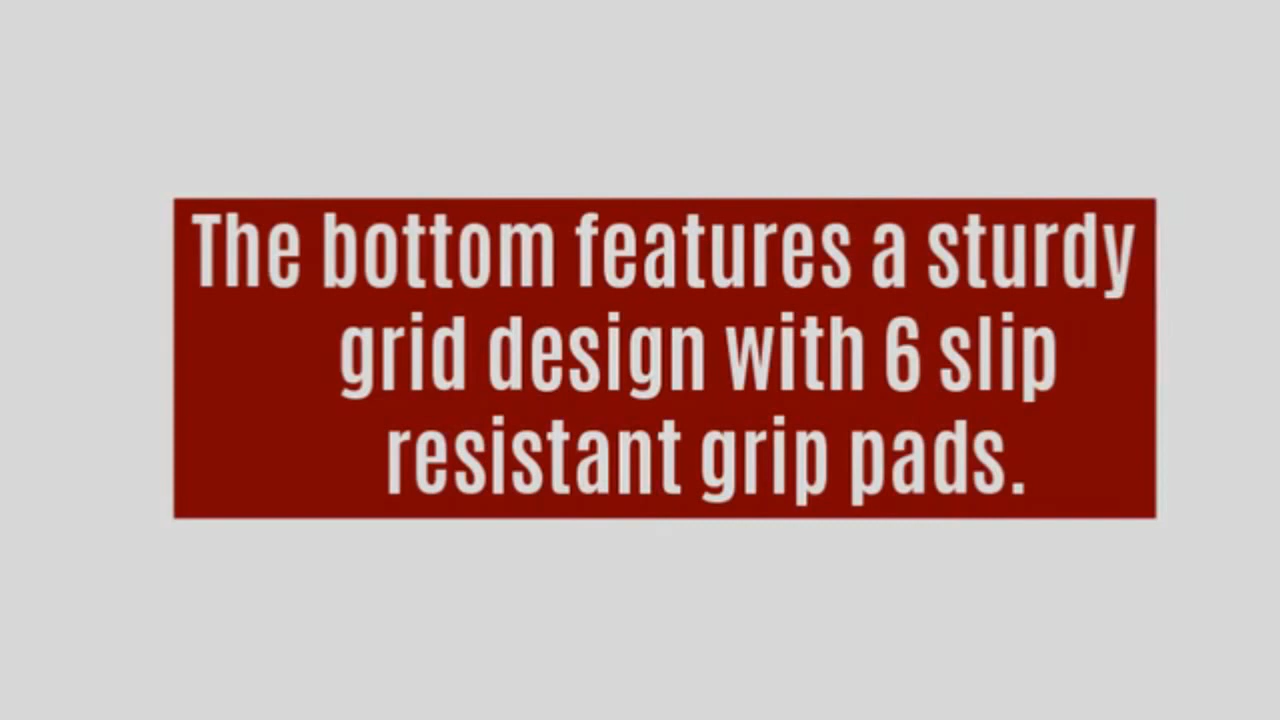 The bottom features a sturdy
grid design with 6 slip
resistant grip pads.